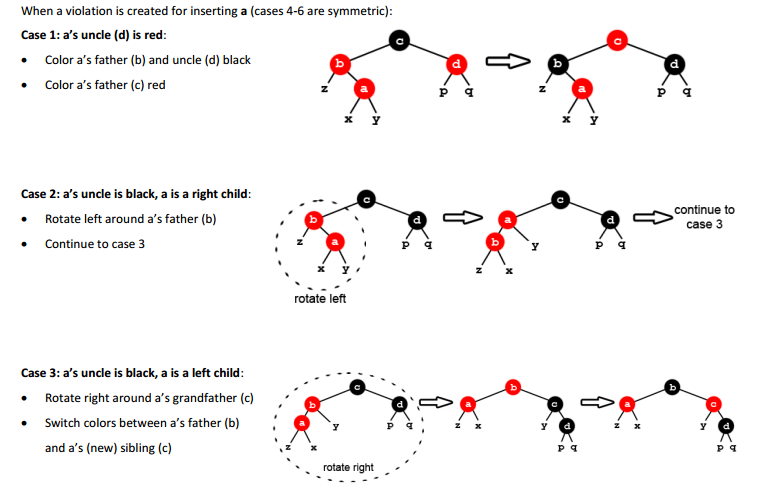 When a violation is created for inserting a (cases 4-6 are symmetric):
Case 1: a's uncle (d) is red:
• Color a's father (b) and uncle (d) black
• Color a's father (c) red
c
b d
z a p q
x y
c
b d
z a p q
x y
Case 2: a's uncle is black, a is a right child:
• Rotate left around a's father (b)
• Continue to case 3
c
b d
z a p q
x y
rotate left
c
a d
b y p q
z x
continue to
case 3
Case 3: a's uncle is black, a is a left child:
• Rotate right around a's grandfather (c)
• Switch colors between a's father (b)
and a's (new) sibling (c)
c
b d
a y p q
z x
rotate right
b
a c
z x y d
p q
b
a c
z x y d
p q